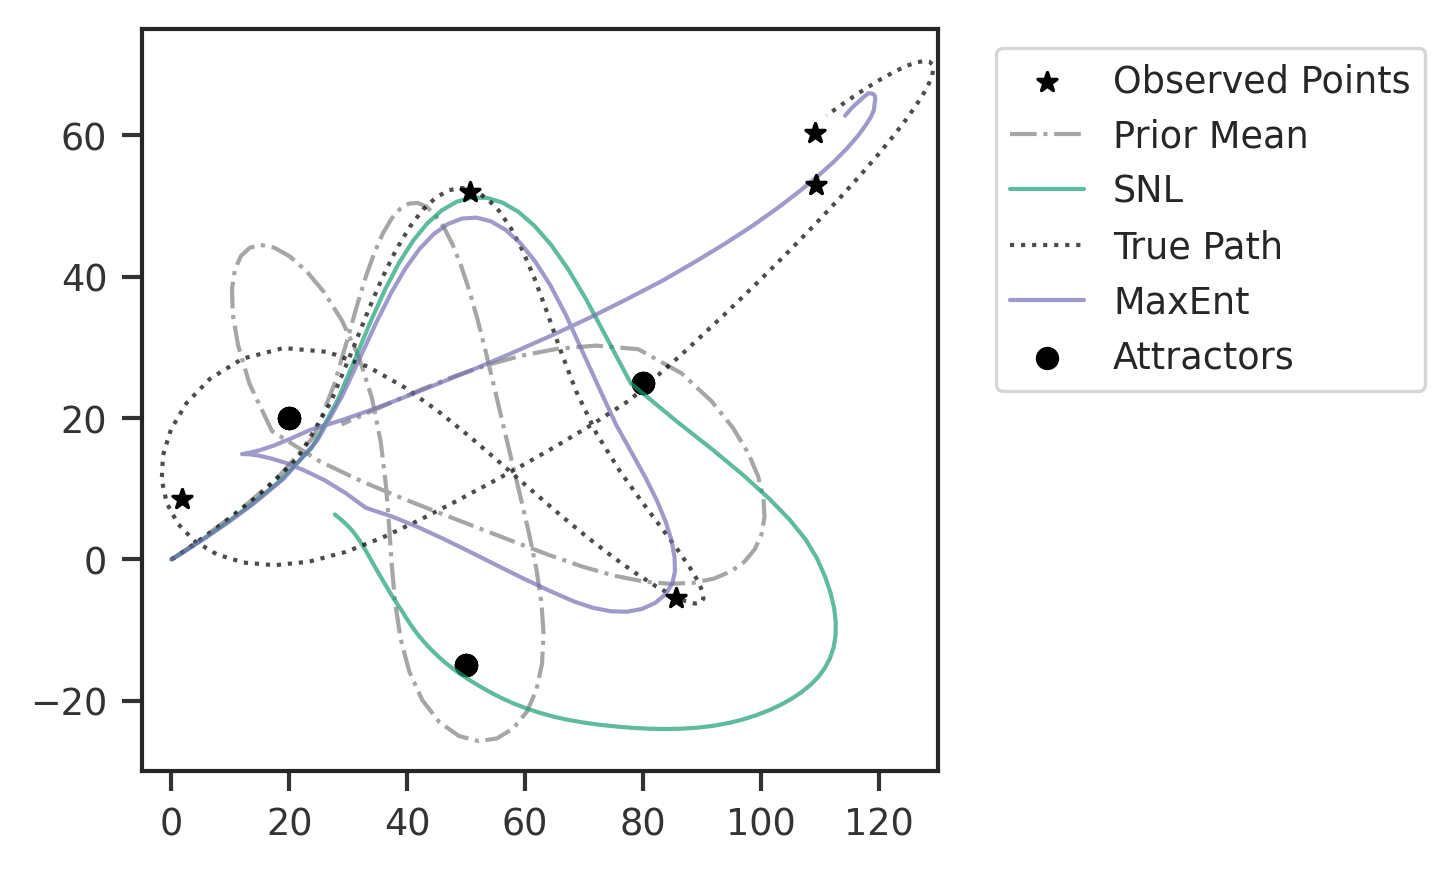 60
40
20
0
−20
0 20 40 60 80 100 120
Observed Points
Prior Mean
SNL
True Path
MaxEnt
Attractors